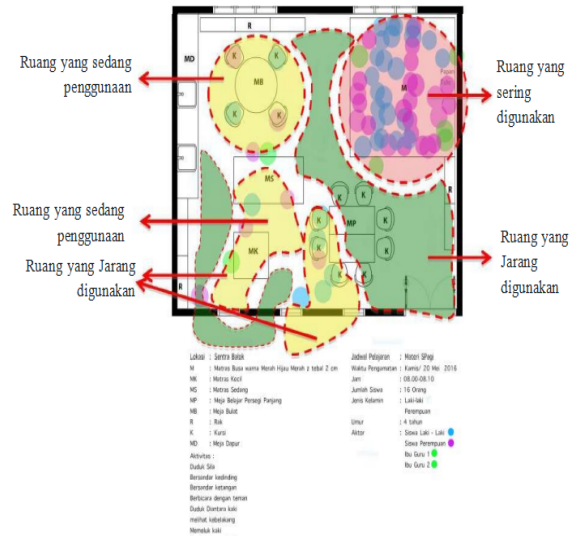 R
MD
K
K
MB
K
K
M
Ruang yang sedang
penggunaan
Ruang yang
sering
digunakan
MS
R
Ruang yang sedang
penggunaan
K
K
K
MP
K
K
K
K
K
K
MK
Ruang yang Jarang
digunakan
Ruang yang
Jarang
digunakan
R
Lokasi : Sentra Balok
M : Matras Busa warna Merah Hijau Merah z tebal 2 cm
MK : Matras Kecil
MS : Matras Sedang
MP : Meja Belajar Persegi Panjang
MB : Meja Bulat
R : Rak
K : Kursi
MD : Meja Dapur
Aktivitas :
Duduk Sila
Bersandar kedinding
Bersandar ketangan
Berbicara dengan teman
Duduk Diantara kaki
melihat kebelakang
Memeluk kaki
Jadwal Pelajaran : Materi SPagi
Waktu Pengamatan : Kamis/ 20 Mei 2016
Jam : 08.00-08.10
Jumlah Siswa : 16 Orang
Jenis Kelamin : Laki-laki
Perempuan
Umur : 4 tahun
Aktor : Siswa Laki - Laki
Siswa Perempuan
Ibu Guru 1
Ibu Guru 2